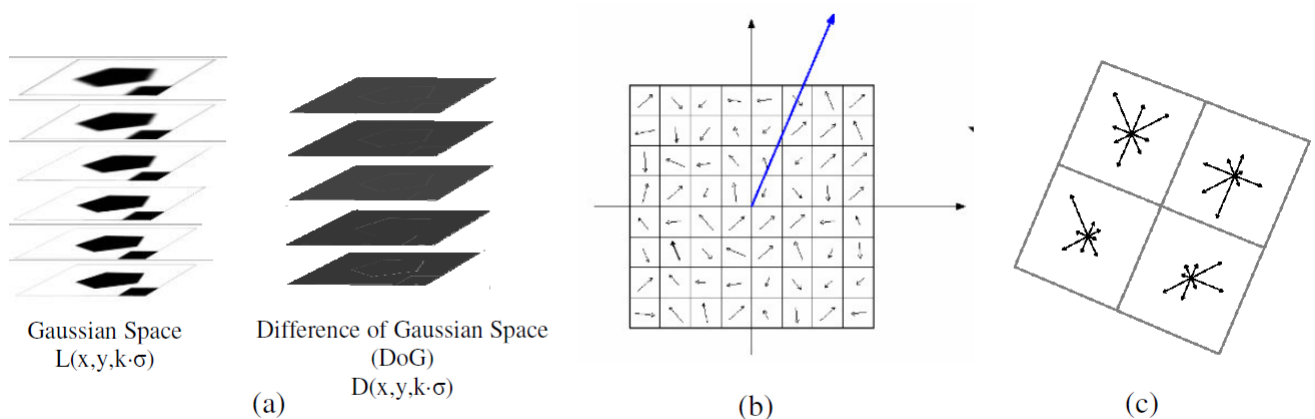 Gaussian Space
L(x,y,k·σ)
Difference of Gaussian Space
(DoG)
D(x,y,k·σ)
(a)
(b)
(c)